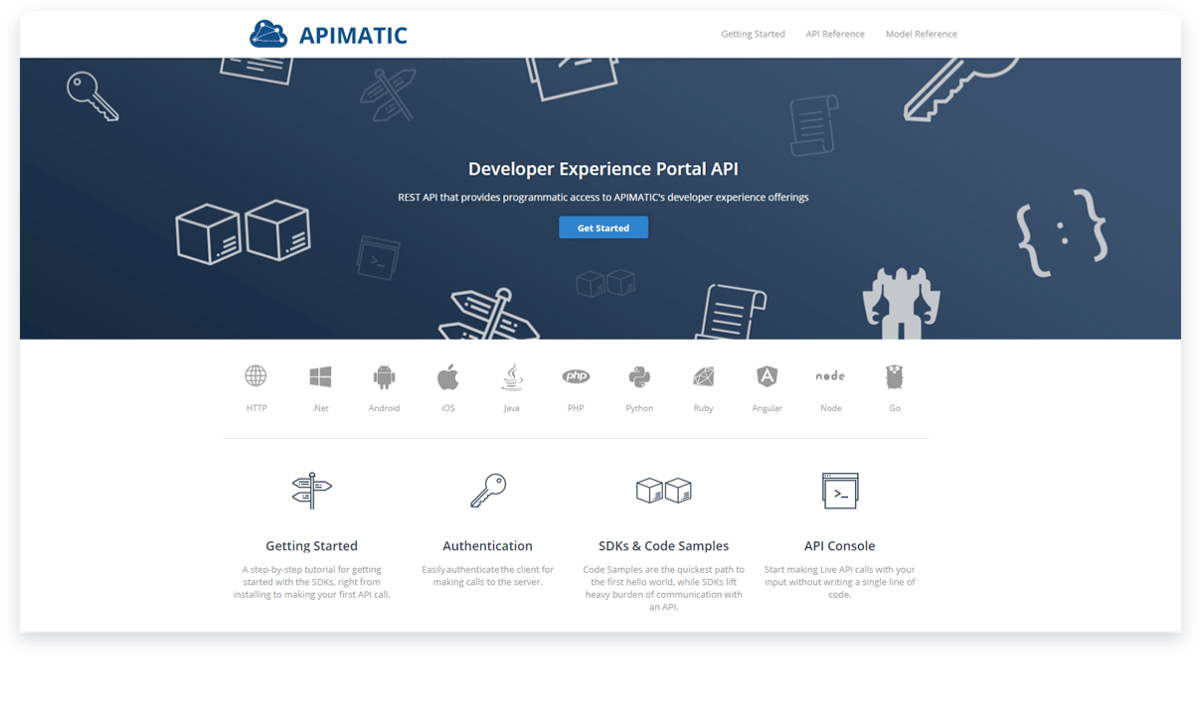 APIMATIC
Getting Started API Reference Model Reference
Developer Experience Portal API
REST API that provides programmatic access to APIMATIC's developer experience offerings
Get Started
php
node
HTTP .Net Android iOS Java PHP Python Ruby Angular Node Go
Getting Started
A step-by-step tutorial for getting
started with the SDKs, right from
installing to making your first API call.
Authentication
Easily authenticate the client for
making calls to the server.
SDKs & Code Samples
Code Samples are the quickest path to
the first hello world, while SDKs lift
heavy burden of communication with
an API.
API Console
Start making Live API calls with your
input without writing a single line of
code.